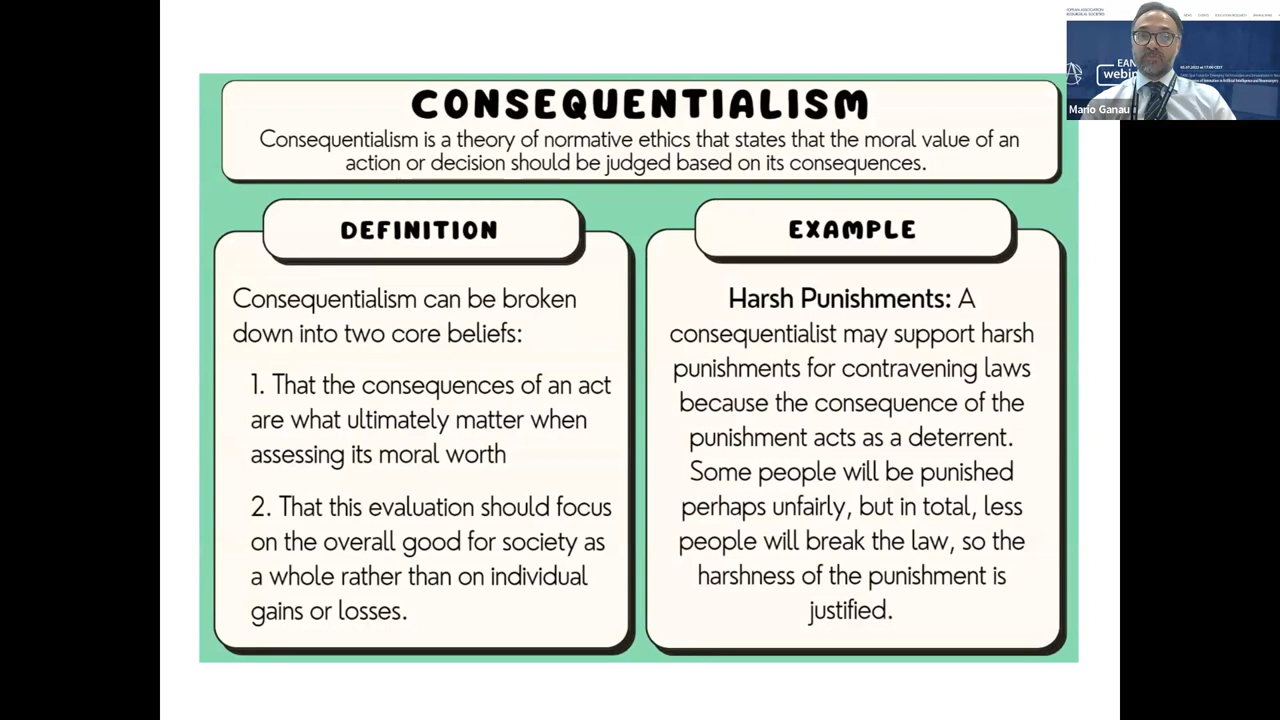 CONSEQUENTIALISM
Consequentialism is a theory of normative ethics that states that the moral value of an
action or decision should be judged based on its consequences.
DEFINITION
Consequentialism can be broken
down into two core beliefs:
1. That the consequences of an act
are what ultimately matter when
assessing its moral worth
2. That this evaluation should focus
on the overall good for society as
a whole rather than on individual
gains or losses.
EXAMPLE
Harsh Punishments: A
consequentialist may support harsh
punishments for contravening laws
because the consequence of the
punishment acts as a deterrent.
Some people will be punished
perhaps unfairly, but in total, less
people will break the law, so the
harshness of the punishment is
justified.
EAN
webin
Mario Ganau